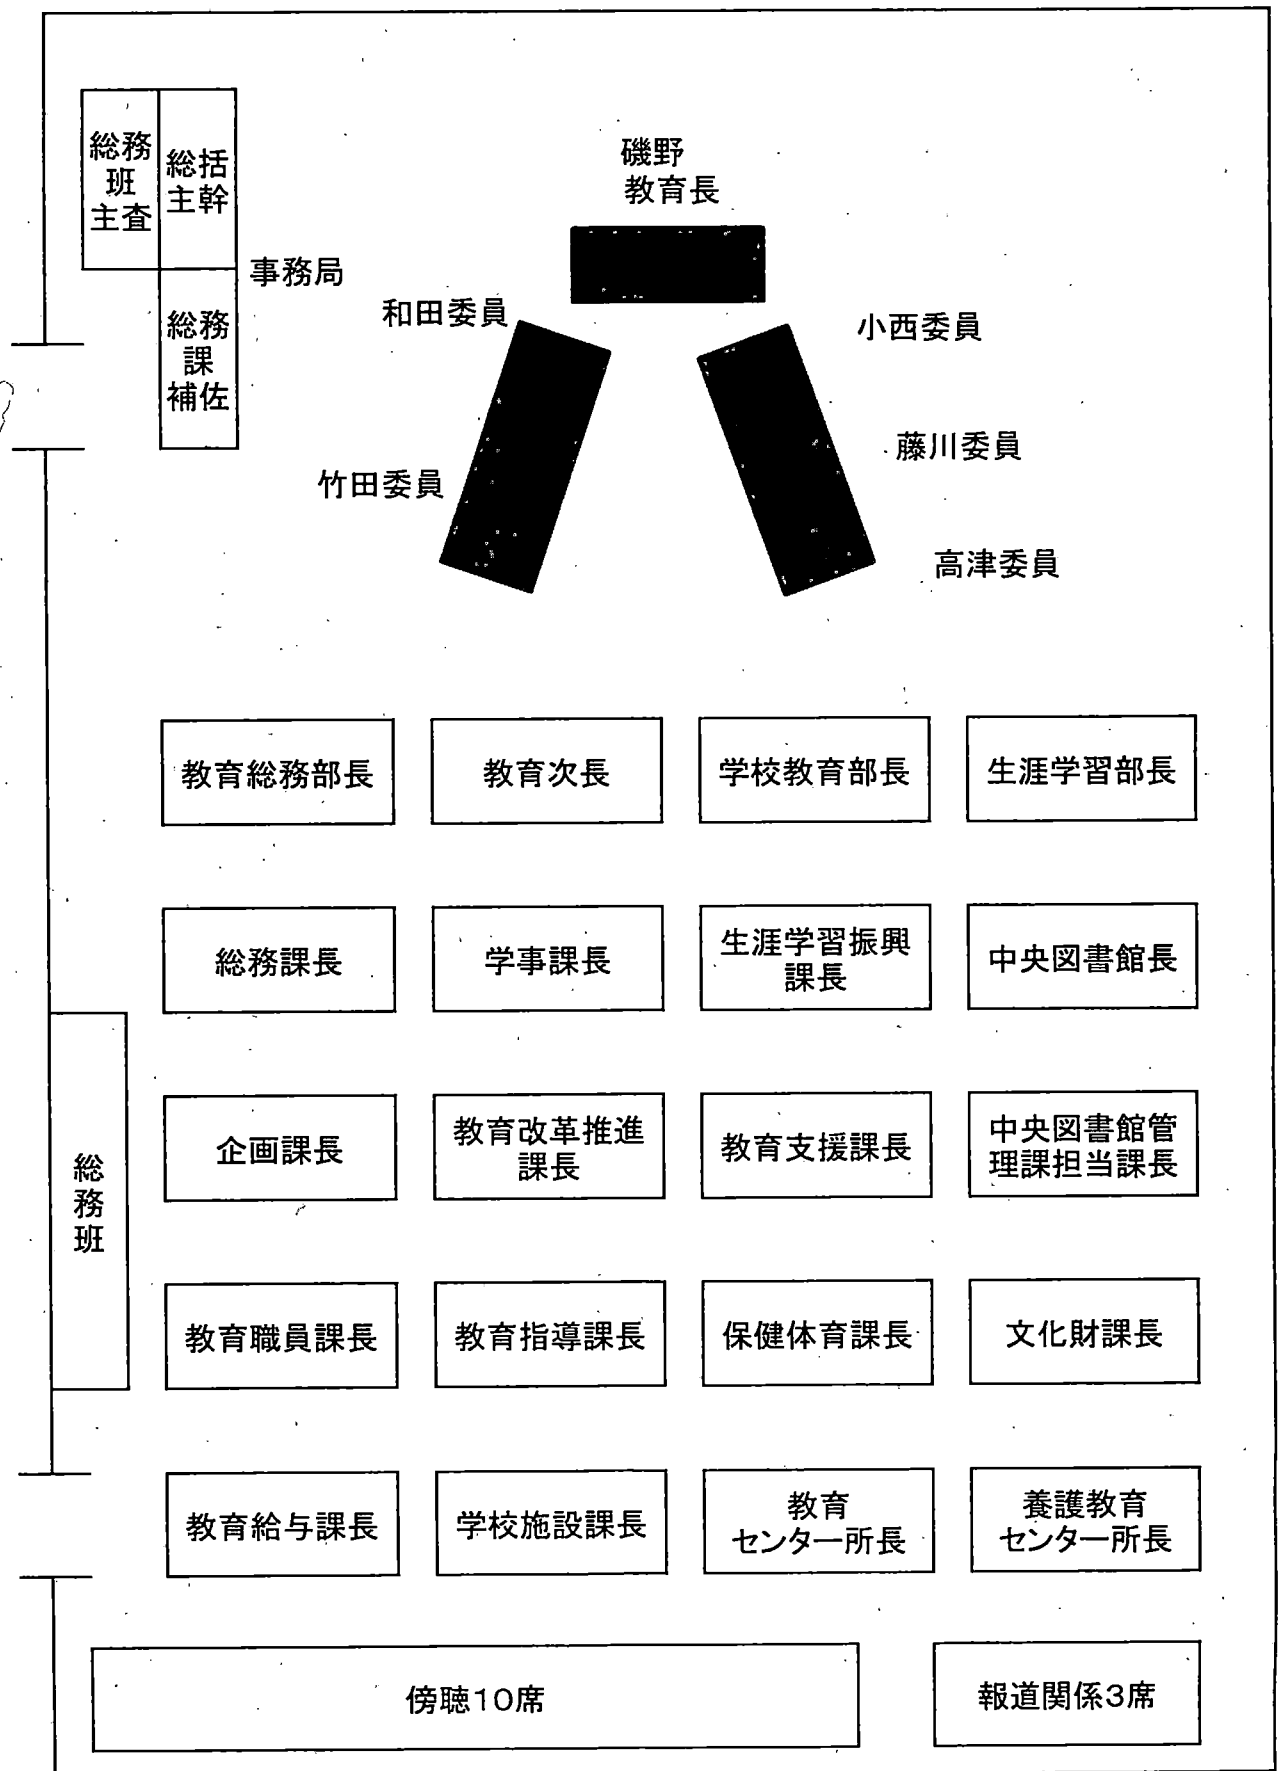 総務
班
主査
総括
主幹
事務局
総務
課
補佐
磯野
教育長
和田委員
竹田委員
小西委員
藤川委員
高津委員
教育総務部長
教育次長
学校教育部長
生涯学習部長
総務課長
学事課長
生涯学習振興
課長
中央図書館長
総
務
班
企画課長
教育改革推進
課長
教育支援課長
中央図書館管
理課担当課長
教育職員課長
教育指導課長
保健体育課長
文化財課長
教育給与課長
学校施設課長
教育
センター所長
養護教育
センター所長
傍聴10席
報道関係3席